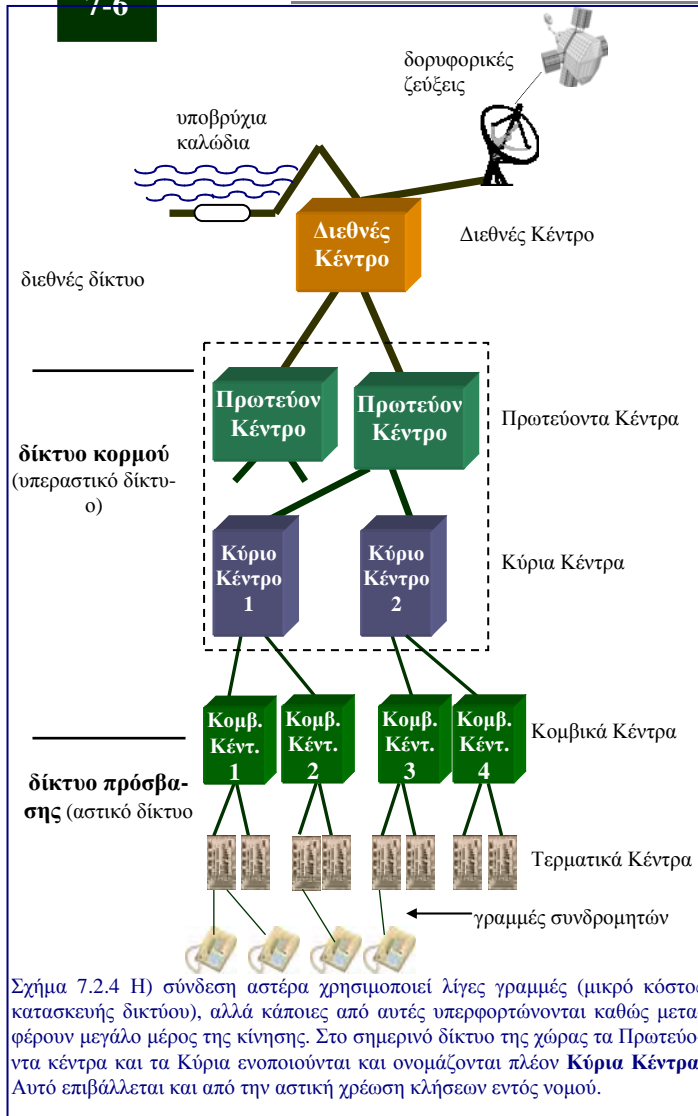 7-6
δορυφορικές
ζεύξεις
υποβρύχια
καλώδια
Διεθνές
Κέντρο
Διεθνές Κέντρο
διεθνές δίκτυο
Πρωτεύον
Κέντρο
Πρωτεύον
Κέντρο
Πρωτεύοντα Κέντρα
δίκτυο κορμού
(υπεραστικό δίκτυ-
ο)
Κύριο
Κέντρο
1
Κύριο
Κέντρο
2
Κύρια Κέντρα
Κομβ.
Κέντ.
1
Κομβ.
Κέντ.
2
Κομβ.
Κέντ.
3
Κομβ.
Κέντ.
4
Κομβικά Κέντρα
δίκτυο πρόσβα-
σης (αστικό δίκτυο
Τερματικά Κέντρα
γραμμές συνδρομητών
Σχήμα 7.2.4 Η) σύνδεση αστέρα χρησιμοποιεί λίγες γραμμές (μικρό κόστος
κατασκευής δικτύου), αλλά κάποιες από αυτές υπερφορτώνονται καθώς μετα-
φέρουν μεγάλο μέρος της κίνησης. Στο σημερινό δίκτυο της χώρας τα Πρωτεύο-
ντα κέντρα και τα Κύρια ενοποιούνται και ονομάζονται πλέον Κύρια Κέντρα
Αυτό επιβάλλεται και από την αστική χρέωση κλήσεων εντός νομού.